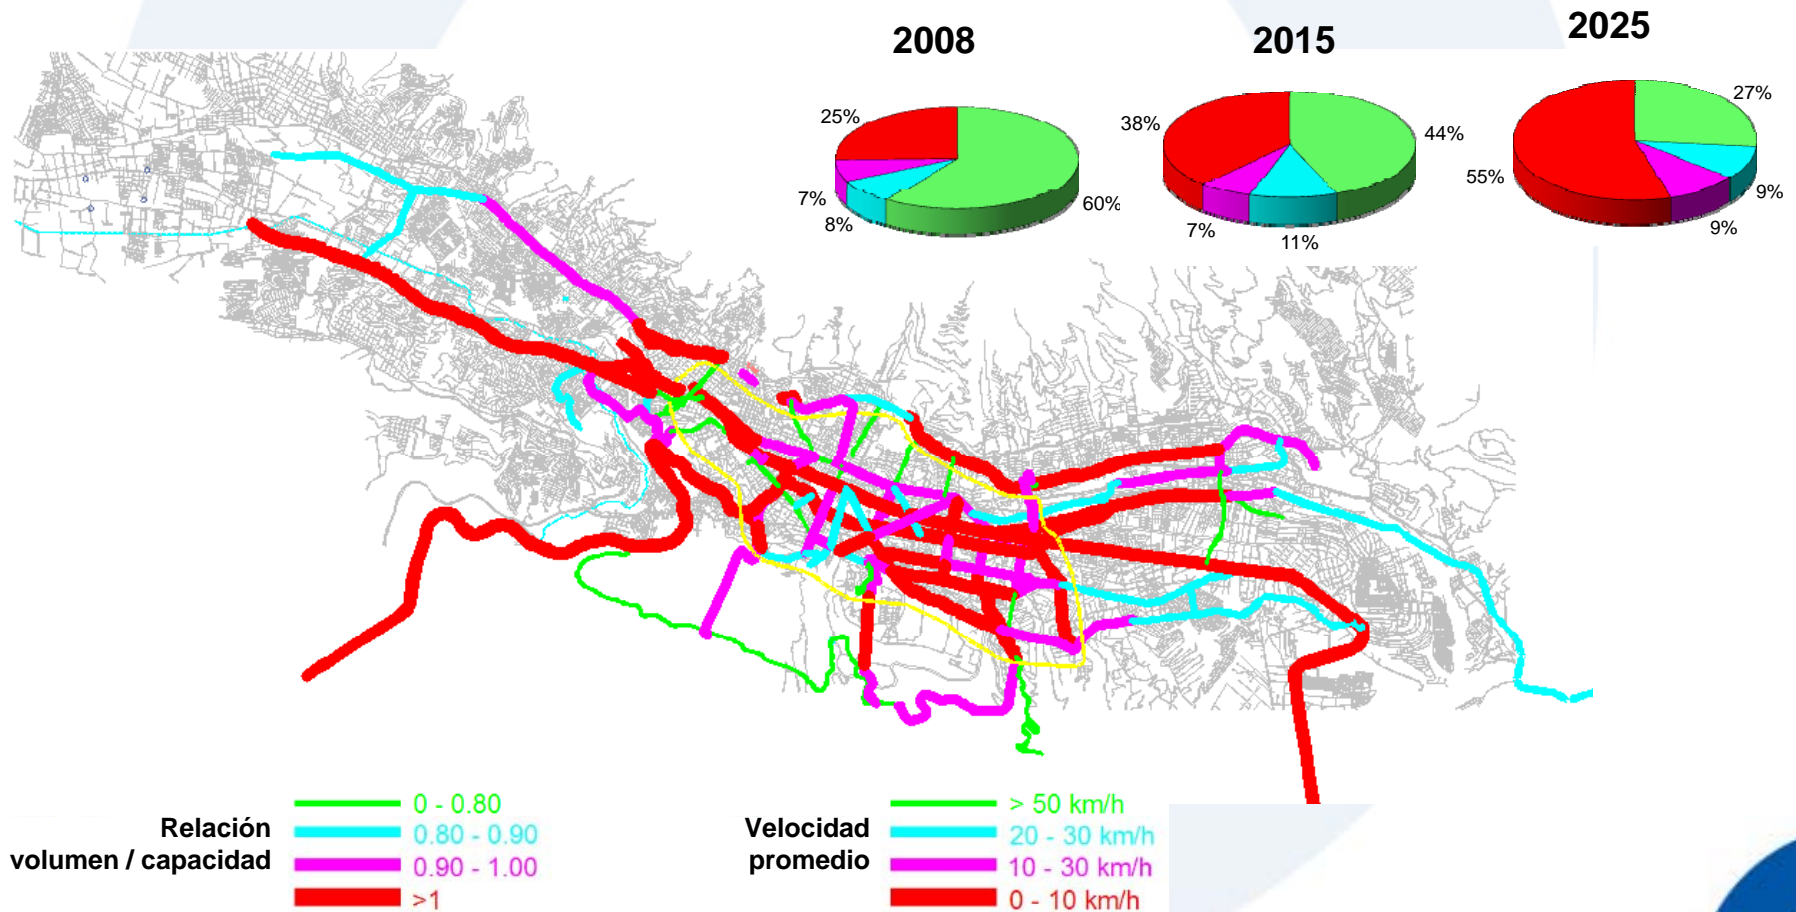 2008
2015
2025
25%
7%
8%
60%
38%
7%
11%
44%
55%
27%
9%
9%
Relación
volumen / capacidad
0 - 0.80
0.80 - 0.90
0.90 - 1.00
>1
Velocidad
promedio
> 50 km/h
20 - 30 km/h
10 - 30 km/h
0 - 10 km/h